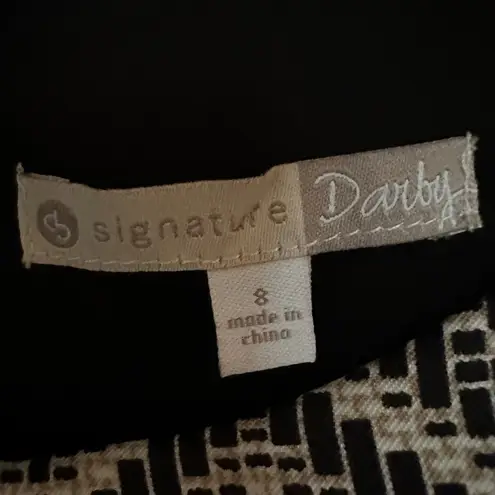 signature Darby
8
made in
china